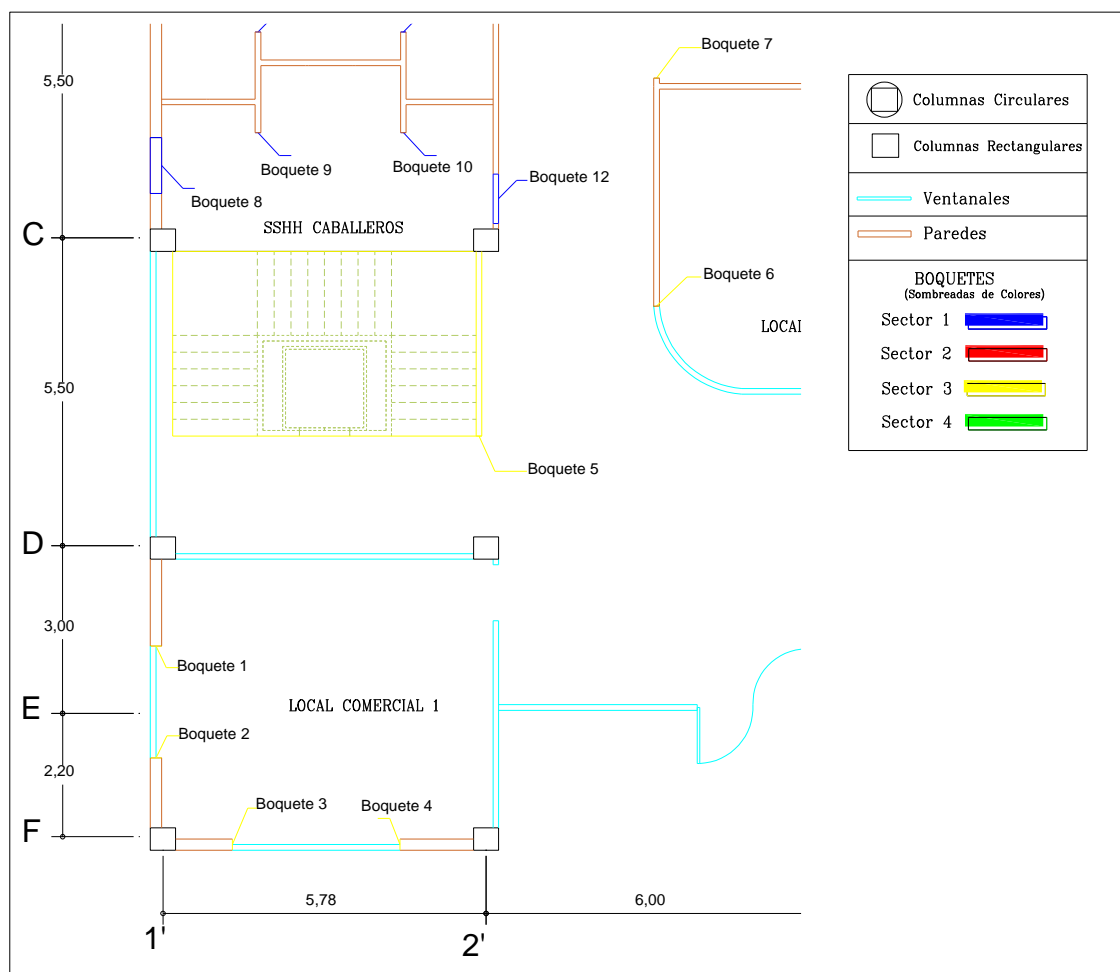 Boquete 7
5,50
Columnas Circulares
Columnas Rectangulares
Boquete 9
Boquete 10
Boquete 12
Boquete 8
Ventanales
SSHH CABALLEROS
Paredes
C
Boquete 6
BOQUETES
(Sombreadas de Colores)
LOCAL
Sector 1
Sector 2
5,50
Sector 3
Sector 4
Boquete 5
D
3,00
Boquete 1
LOCAL COMERCIAL 1
E
Boquete 2
2,20
Boquete 3
Boquete 4
F
5,78
6,00
1'
2'